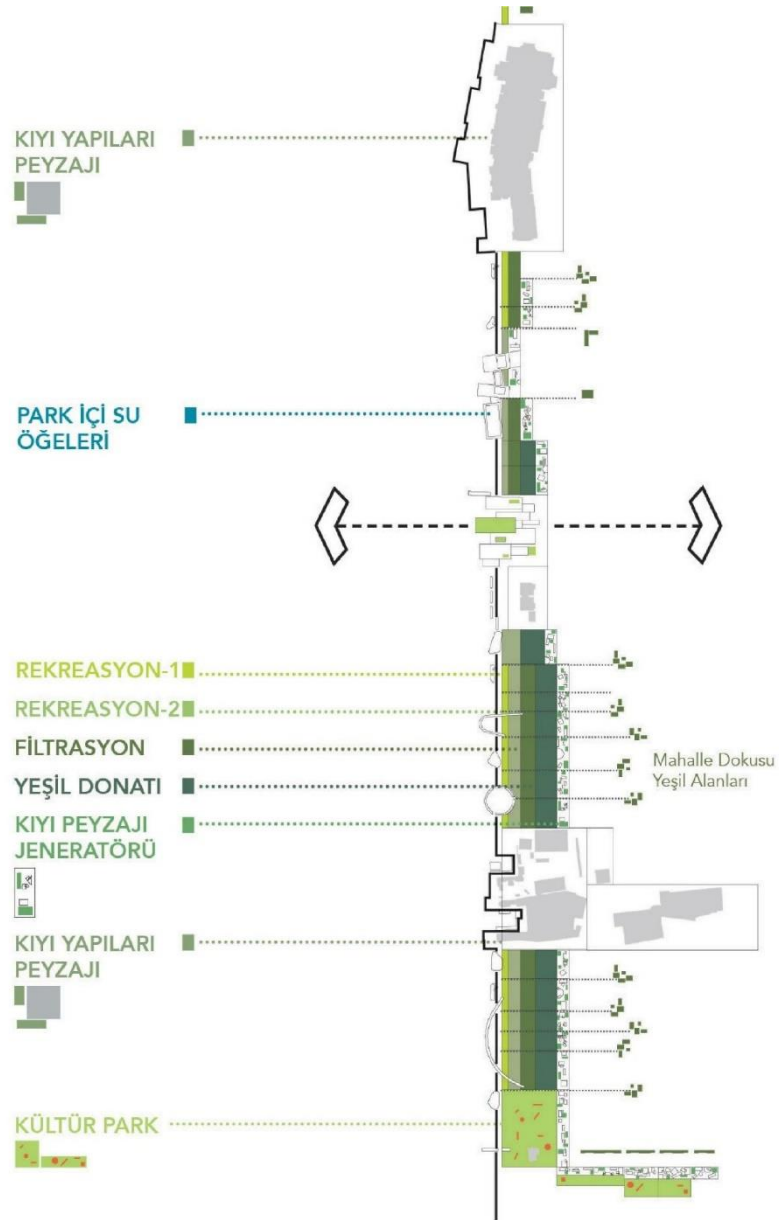 KIYI YAPILARI
PEYZAJI
PARK İÇİ SU
ÖĞELERİ
REKREASYON-1
REKREASYON-2
FİLTRASYON
YEŞİL DONATI
KIYI PEYZAJI
JENERATÖRÜ
Mahalle Dokusu
Yeşil Alanları
KIYI YAPILARI
PEYZAJI
KÜLTÜR PARK